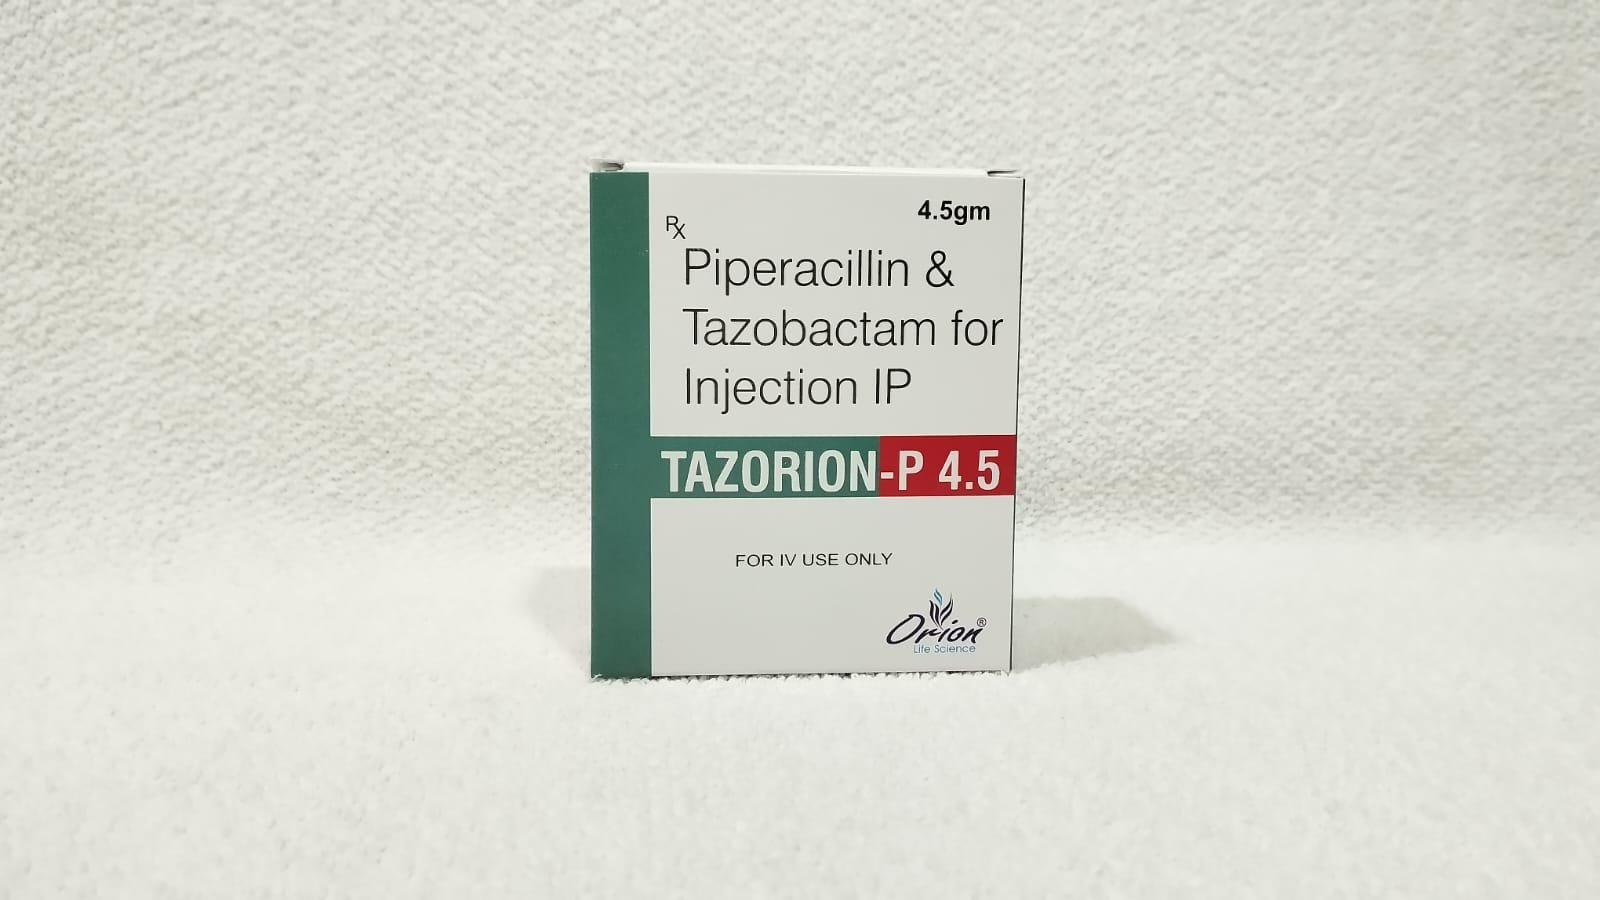 4.5gm
Rx
Piperacillin &
Tazobactam for
Injection IP
TAZORION-P 4.5
FOR IV USE ONLY
Orion®
Life Science